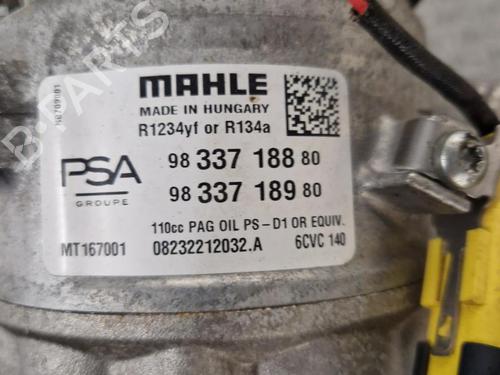 MAHLE
MADE IN HUNGARY
R1234yf or R134a
PSA
GROUPE
98 337 188 80
98 337 189 80
110cc PAG OIL PS-D1 OR EQUIV.
MT167001 08232212032.A 6CVC 140
B-PARTS